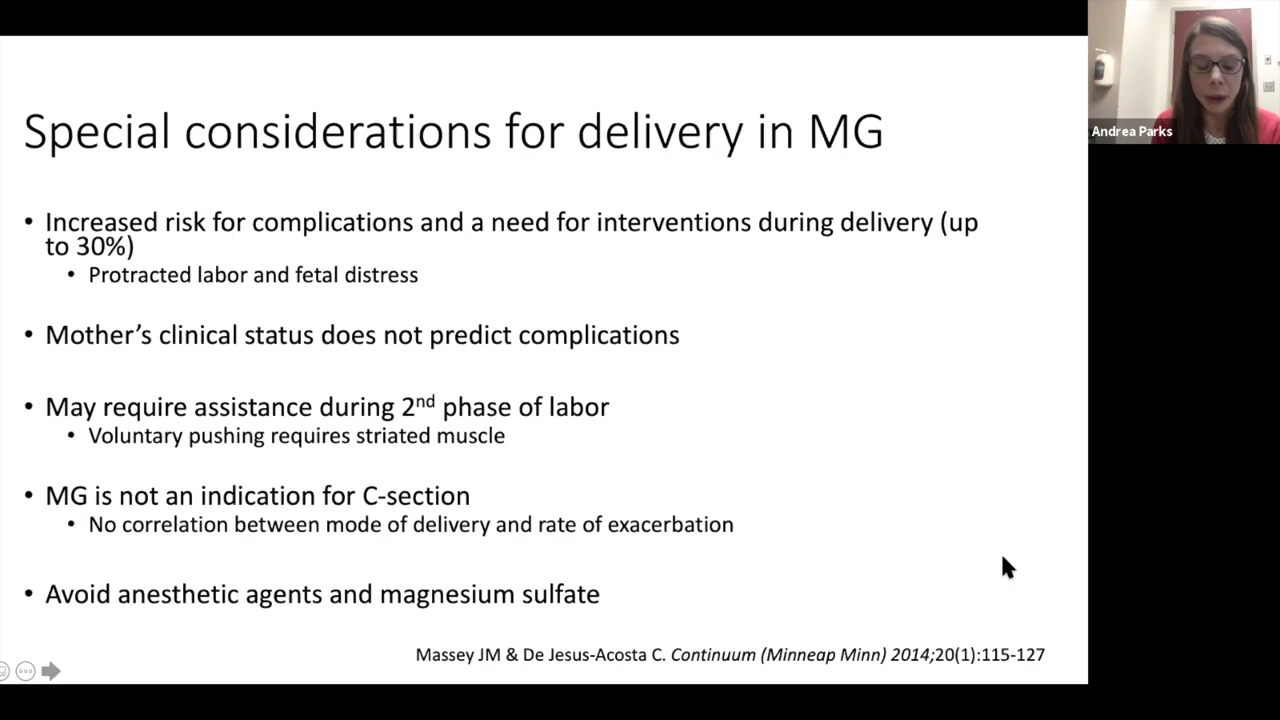 Andrea Parks
Special considerations for delivery in MG
• Increased risk for complications and a need for interventions during delivery (up
to 30%)
• Protracted labor and fetal distress
• Mother’s clinical status does not predict complications
• May require assistance during 2nd phase of labor
• Voluntary pushing requires striated muscle
• MG is not an indication for C-section
• No correlation between mode of delivery and rate of exacerbation
• Avoid anesthetic agents and magnesium sulfate
Massey JM & De Jesus-Acosta C. Continuum (Minneap Minn) 2014;20(1):115-127